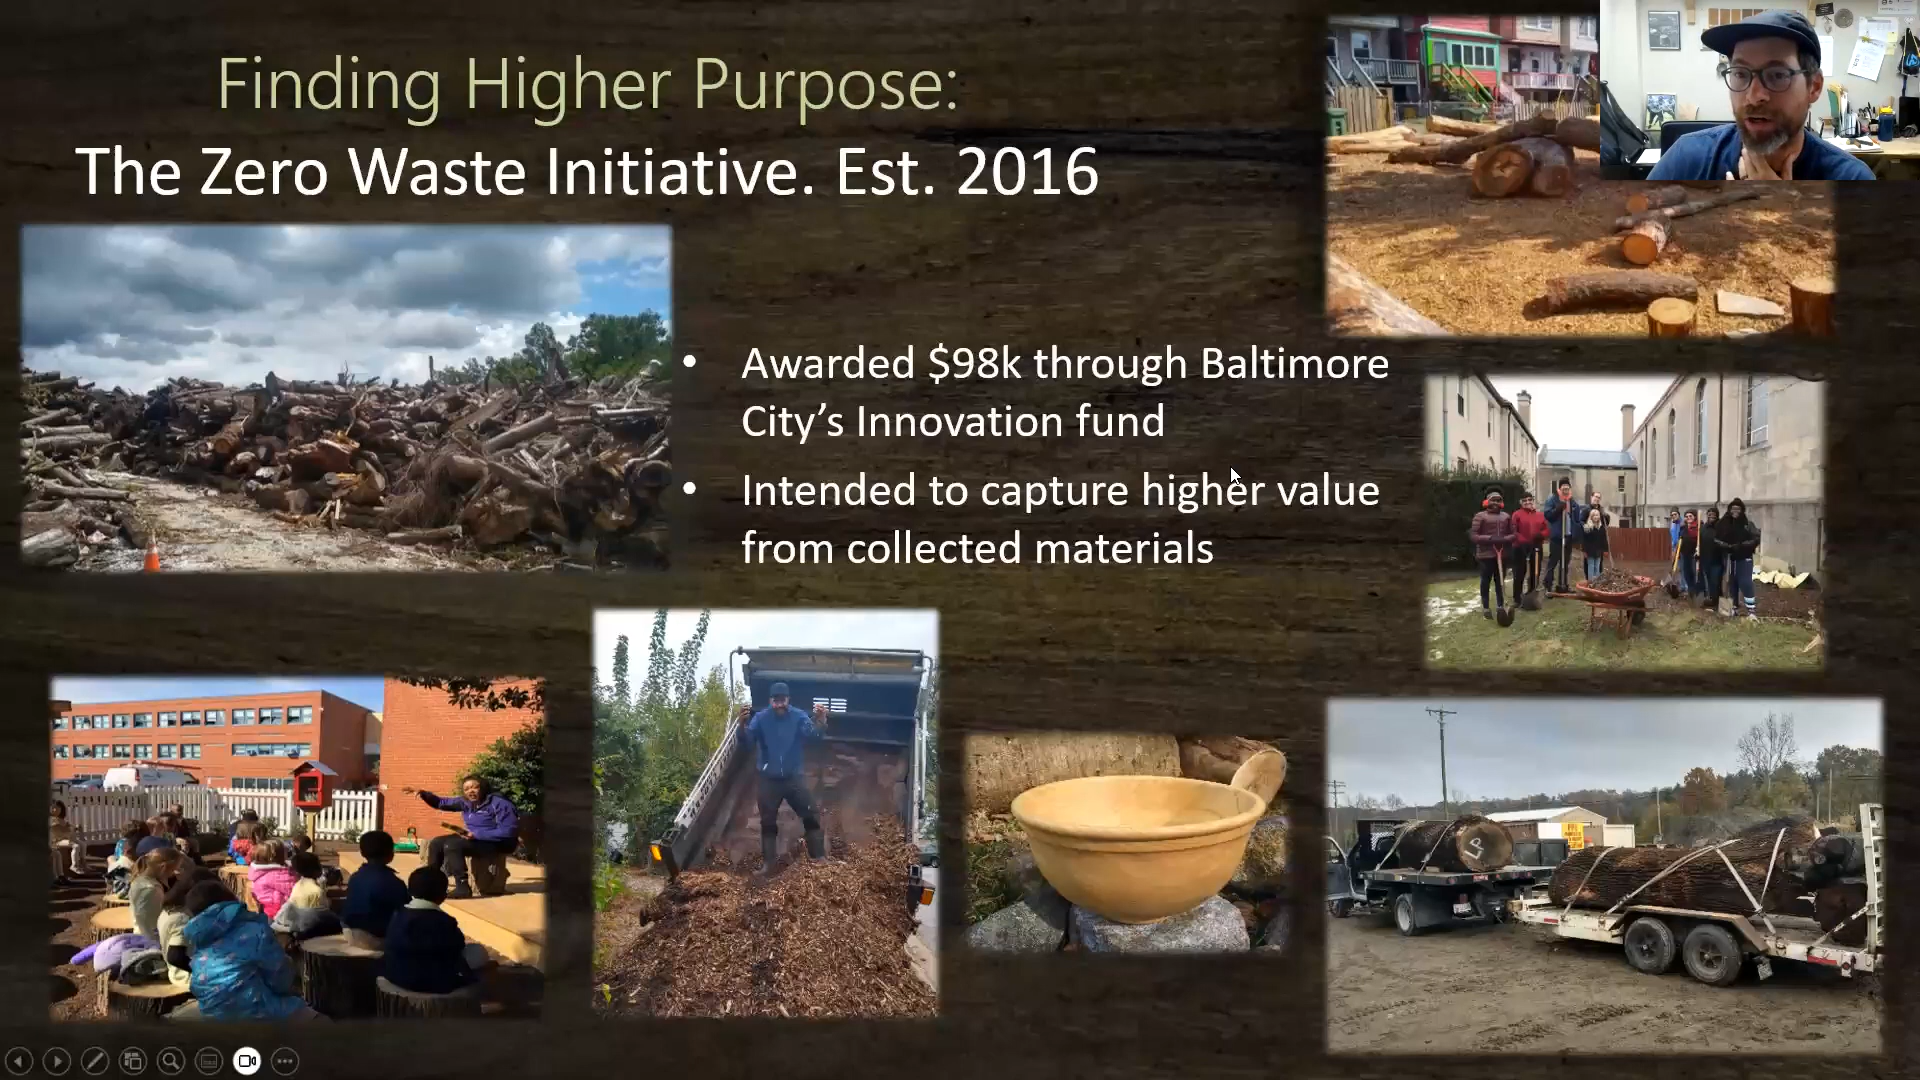 Finding Higher Purpose:
The Zero Waste Initiative. Est. 2016
• Awarded $98k through Baltimore
City’s Innovation fund
• Intended to capture higher value
from collected materials
LP